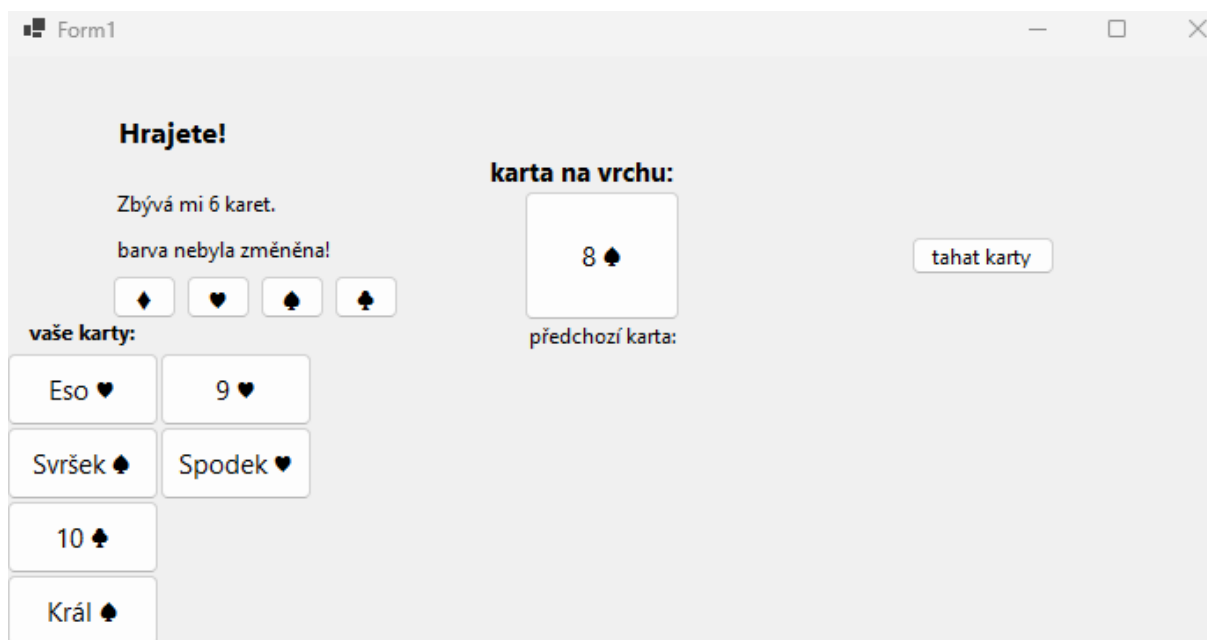 Form1
Hrajete!
karta na vrchu:
Zbývá mi 6 karet.
8 ♠
barva nebyla změněna!
tahat karty
♦ ♥ ♠ ♣
předchozí karta:
vaše karty:
Eso ♥ 9 ♥
Svršek ♠ Spodek ♥
10 ♣
Král ♠